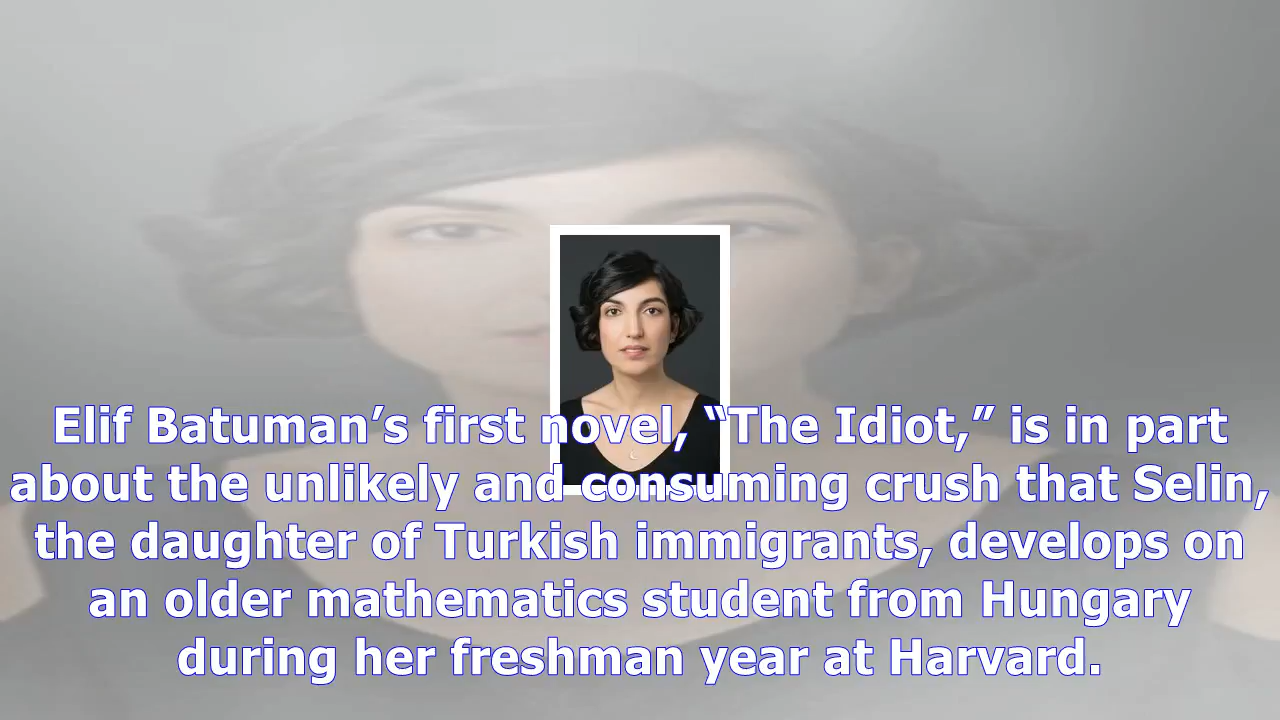 Elif Batuman’s first novel, “The Idiot,” is in part
about the unlikely and consuming crush that Selin,
the daughter of Turkish immigrants, develops on
an older mathematics student from Hungary
during her freshman year at Harvard.